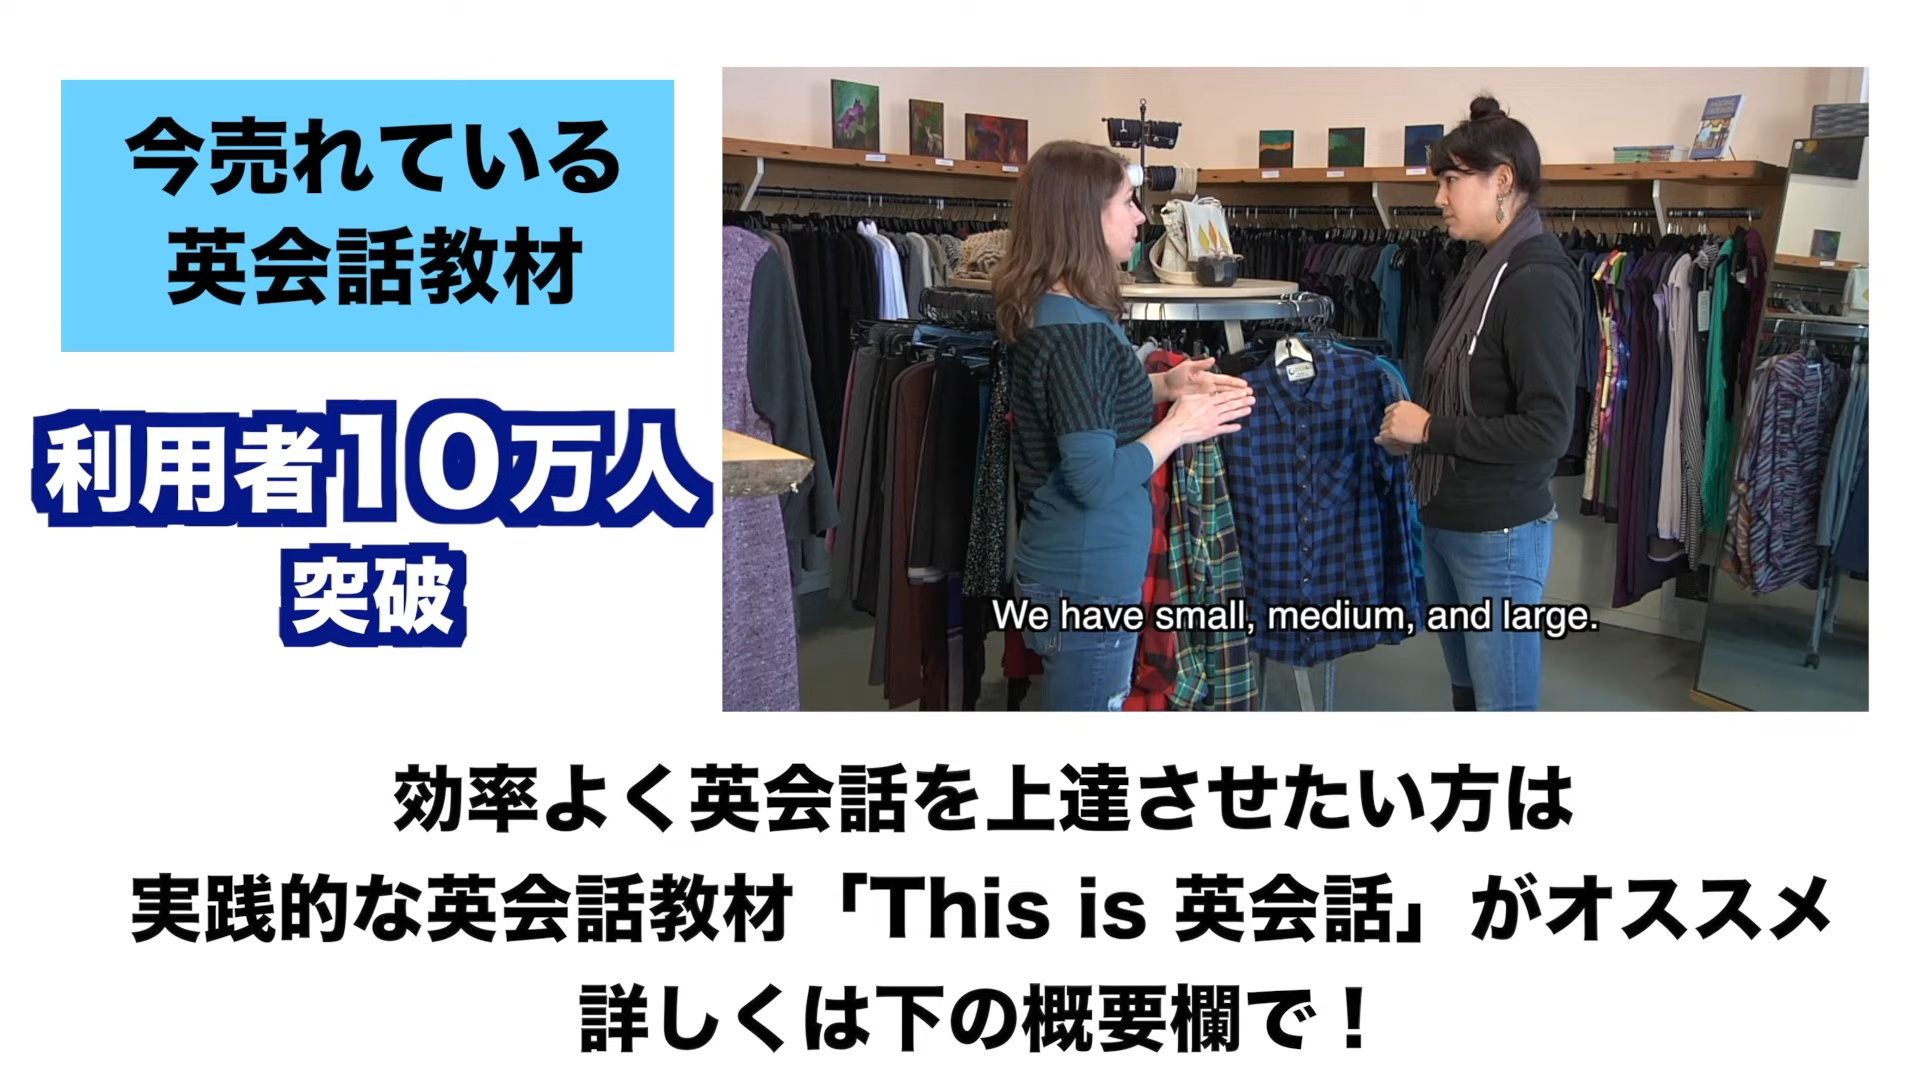 今売れている
英会話教材
利用者10万人
突破
We have small, medium, and large.
効率よく英会話を上達させたい方は
実践的な英会話教材「This is 英会話」がオススメ
詳しくは下の概要欄で！